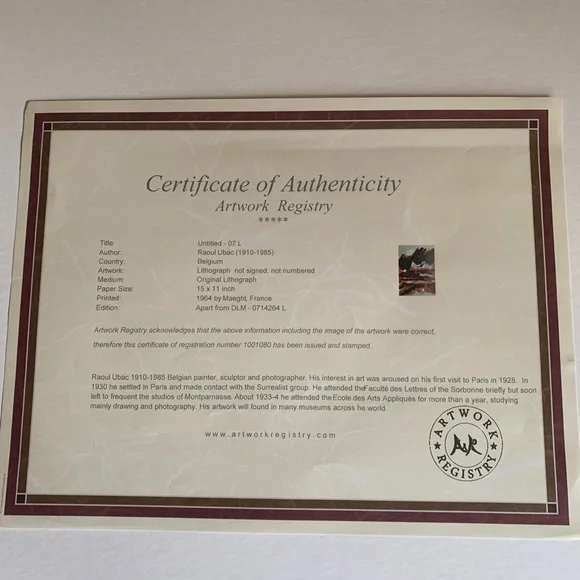 Certificate of Authenticity
Artwork Registry
*****
Title: Untitled - 07 L
Author: Raoul Ubac (1910-1985)
Country: Belgium
Artwork: Lithograph not signed, not numbered
Medium: Original Lithograph
Paper Size: 15 x 11 inch
Printed: 1964 by Maeght, France
Edition: Apart from DLM - 0714264 L
Artwork Registry acknowledges that the above information including the image of the artwork were correct,
therefore this certificate of registration number 1001080 has been issued and stamped.
Raoul Ubac 1910-1985 Belgian painter, sculptor and photographer. His interest in art was aroused on his first visit to Paris in 1928. In
1930 he settled in Paris and made contact with the Surrealist group. He attended the Faculté des Lettres of the Sorbonne briefly but soon
left to frequent the studios of Montparnasse. About 1933-4 he attended the Ecole des Arts Appliqués for more than a year, studying
mainly drawing and photography. His artwork will found in many museums across he world.
www.artworkregistry.com
ARTWORK
REGISTRY